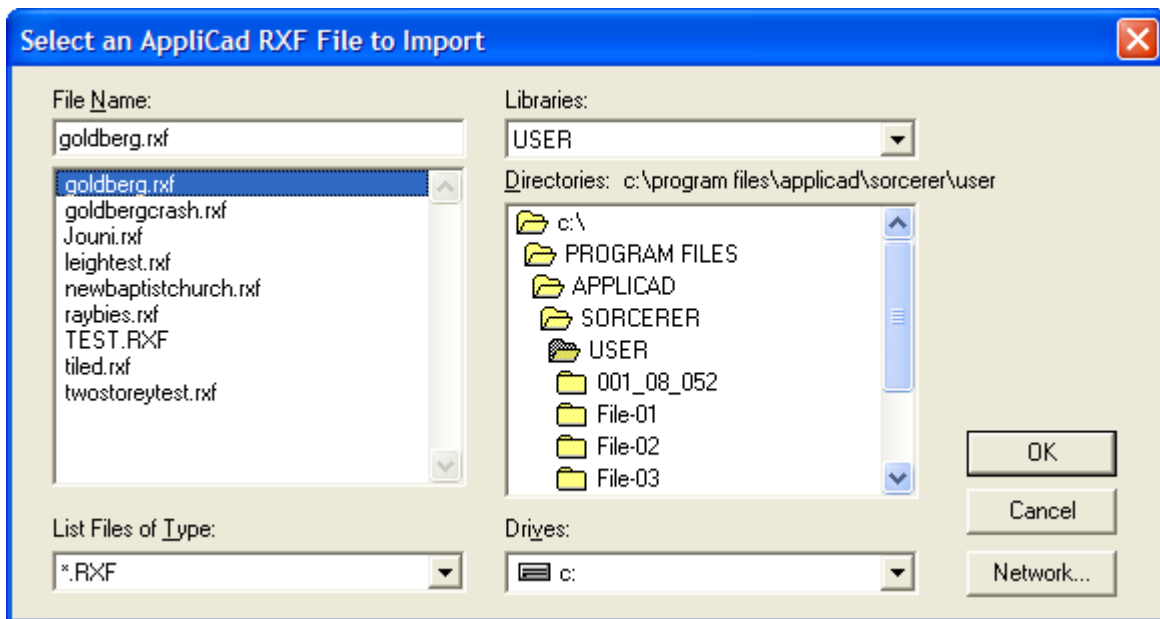 Select an AppliCad RXF File to Import
File Name:
goldberg.rxf
goldberg.rxf
goldbergcrash.rxf
Jouni.rxf
leightest.rxf
newbaptistchurch.rxf
raybies.rxf
TEST.RXF
tiled.rxf
twostoreytest.rxf
List Files of Type:
*.RXF
Libraries:
USER
Directories: c:\program files\applicad\sorcerer\user
c:\
PROGRAM FILES
APPLICAD
SORCERER
USER
001_08_052
File-01
File-02
File-03
Drives:
c:
OK
Cancel
Network...